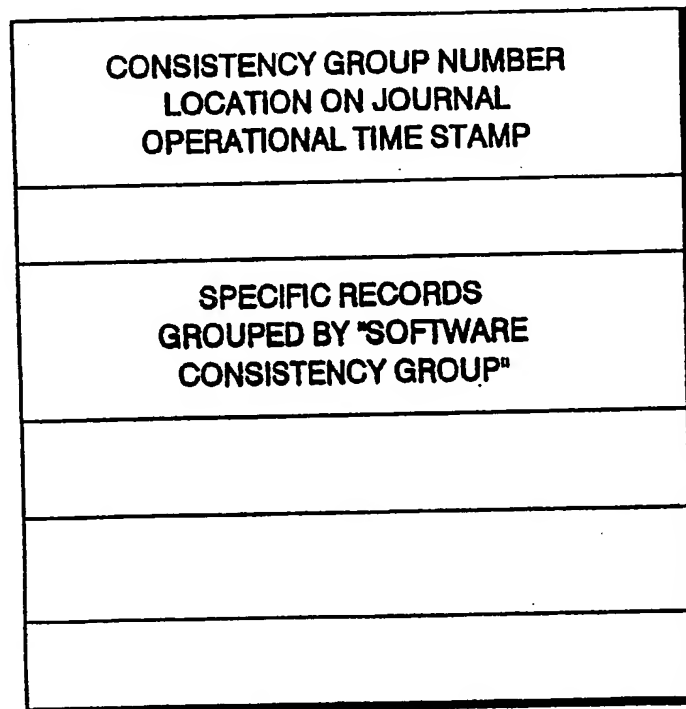 CONSISTENCY GROUP NUMBER
LOCATION ON JOURNAL
OPERATIONAL TIME STAMP
SPECIFIC RECORDS
GROUPED BY "SOFTWARE
CONSISTENCY GROUP"